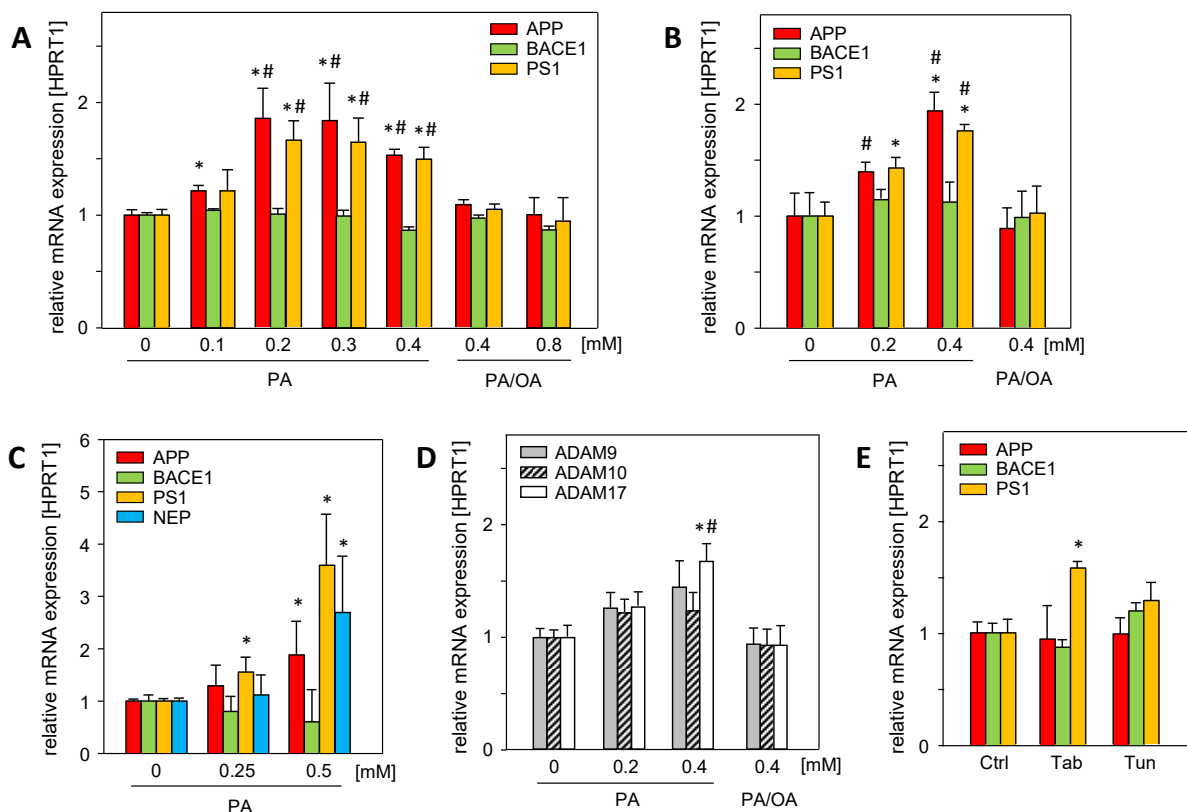 A
relative mRNA expression [HPRT1]
APP
BACE1
PS1
2
1
0
*
*#
*#
*#
*#
*#
*#
0 0.1 0.2 0.3 0.4 0.4 0.8 [mM]
PA PA/OA
B
relative mRNA expression [HPRT1]
APP
BACE1
PS1
2
1
0
#
*
#
*
#
*
0 0.2 0.4 0.4 [mM]
PA PA/OA
C
relative mRNA expression [HPRT1]
APP
BACE1
PS1
NEP
6
5
4
3
2
1
0
*
*
*
*
0 0.25 0.5 [mM]
PA
D
relative mRNA expression [HPRT1]
ADAM9
ADAM10
ADAM17
2
1
0
*#
0 0.2 0.4 0.4 [mM]
PA PA/OA
E
relative mRNA expression [HPRT1]
APP
BACE1
PS1
2
1
0
*
Ctrl Tab Tun